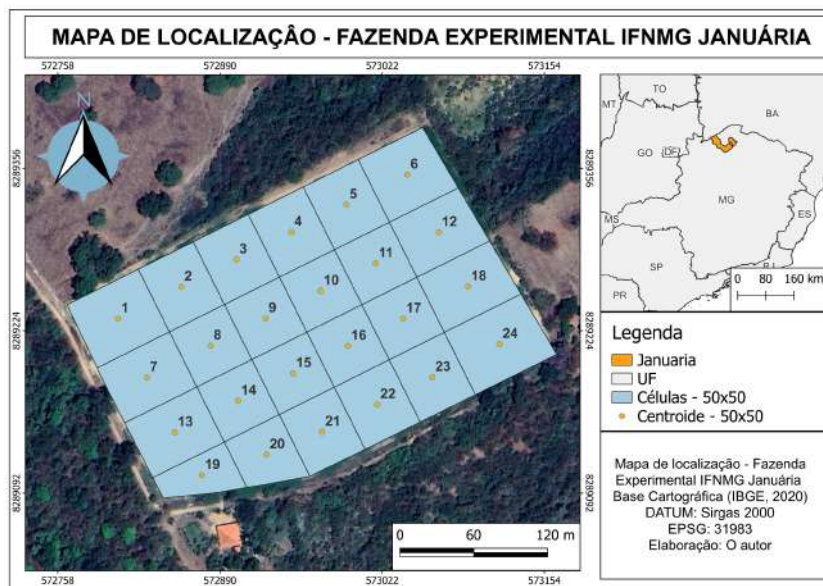 MAPA DE LOCALIZAÇÂO - FAZENDA EXPERIMENTAL IFNMG JANUÁRIA
572758 572890 573022 573154
N
8289356
8289224
8289092
1 2 3 4 5 6
7 8 9 10 11 12
13 14 15 16 17 18
19 20 21 22 23 24
0 60 120 m
8289356
8289224
8289092
572758 572890 573022 573154
TO
MT
BA
GO
DF
MG
MS
ES
SP
RJ
PR
0 80 160 km
Legenda
Januaria
UF
Células - 50x50
Centroide - 50x50
Mapa de localização - Fazenda
Experimental IFNMG Januária
Base Cartográfica (IBGE, 2020)
DATUM: Sirgas 2000
EPSG: 31983
Elaboração: O autor